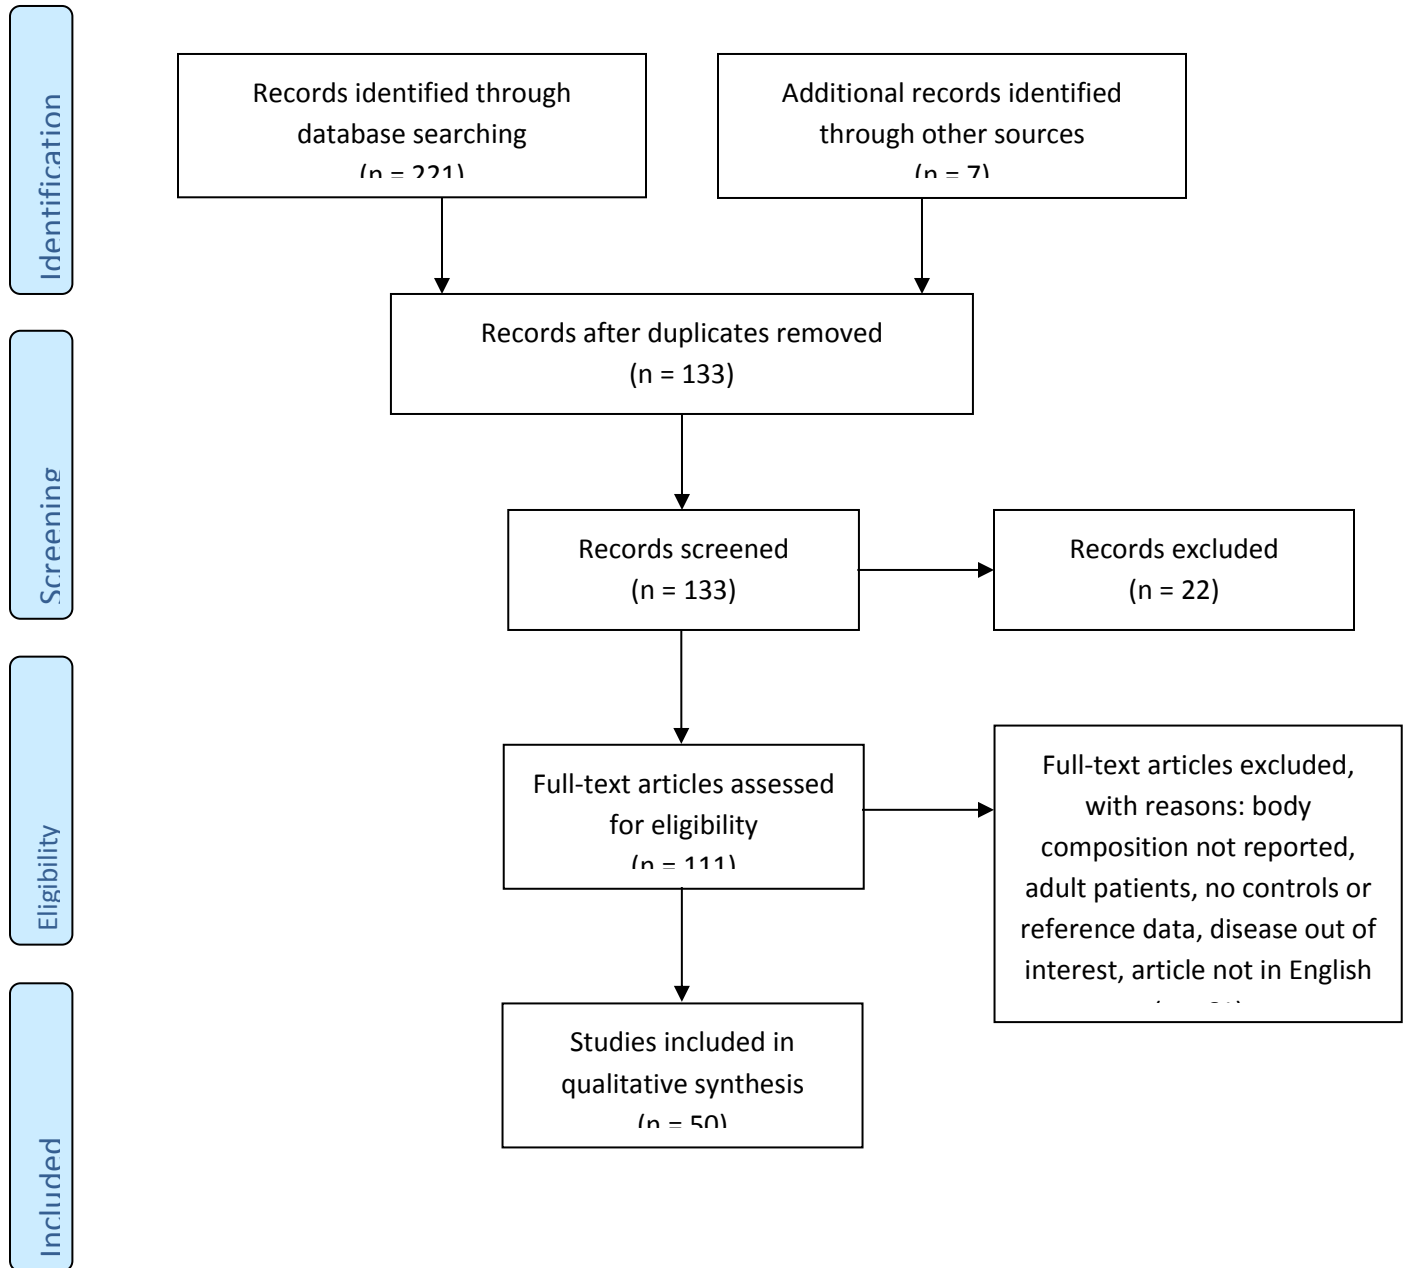 Identification
Records identified through
database searching
(n = 221)
Additional records identified
through other sources
(n = 7)
Records after duplicates removed
(n = 133)
Screening
Records screened
(n = 133)
Records excluded
(n = 22)
Eligibility
Full-text articles assessed
for eligibility
(n = 111)
Full-text articles excluded,
with reasons: body
composition not reported,
adult patients, no controls or
reference data, disease out of
interest, article not in English
Included
Studies included in
qualitative synthesis
(n = 50)